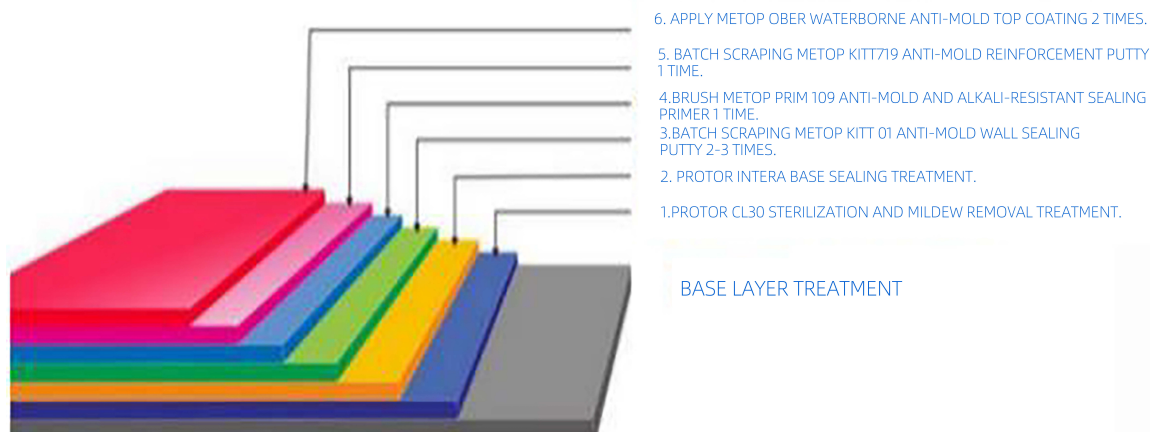 6. APPLY METOP OBER WATERBORNE ANTI-MOLD TOP COATING 2 TIMES.
5. BATCH SCRAPING METOP KITT719 ANTI-MOLD REINFORCEMENT PUTTY
1 TIME.
4.BRUSH METOP PRIM 109 ANTI-MOLD AND ALKALI-RESISTANT SEALING
PRIMER 1 TIME.
3.BATCH SCRAPING METOP KITT 01 ANTI-MOLD WALL SEALING
PUTTY 2-3 TIMES.
2. PROTOR INTERA BASE SEALING TREATMENT.
1.PROTOR CL30 STERILIZATION AND MILDEW REMOVAL TREATMENT.
BASE LAYER TREATMENT